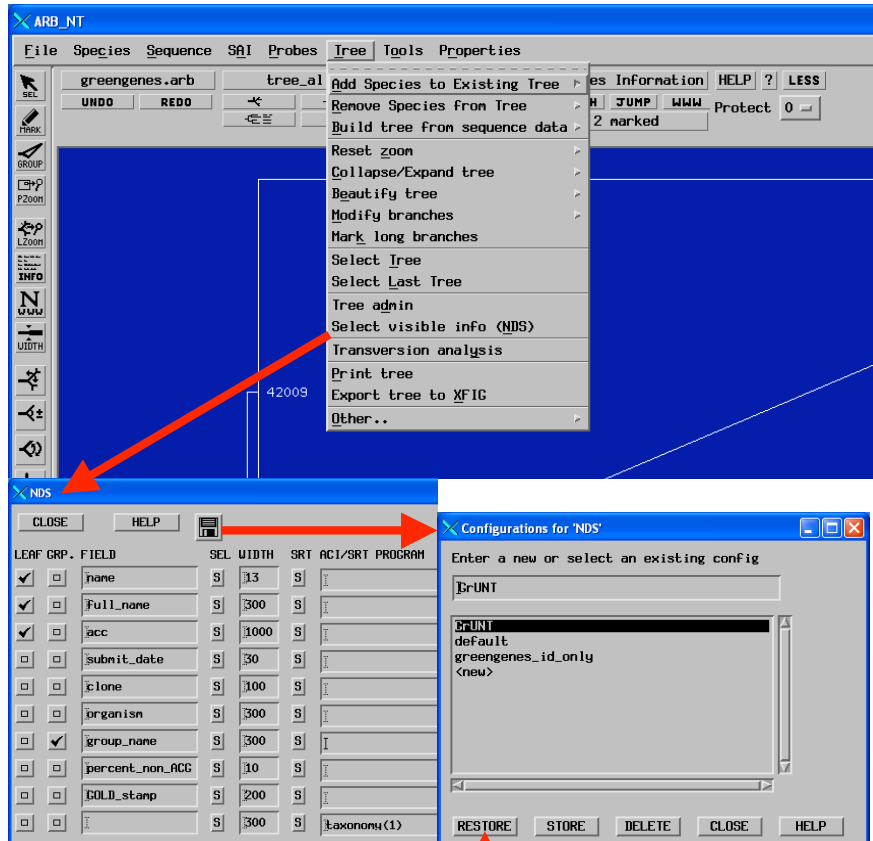 ARB_NT
File Species Sequence SAI Probes Tree Tools Properties
greengenes.arb tree_al es Information HELP ? LESS
UNDO REDO H JUMP WWW Protect 0
2 marked
SEL
MARK
GROUP
PZOOM
LZOOM
INFO
N
WWW
WIDTH
Add Species to Existing Tree
Remove Species from Tree
Build tree from sequence data
Reset zoom
Collapse/Expand tree
Beautify tree
Modify branches
Mark long branches
Select Tree
Select Last Tree
Tree admin
Select visible info (NDS)
Transversion analysis
Print tree
Export tree to XFIG
Other..
42009
NDS
CLOSE HELP
LEAF GRP. FIELD SEL WIDTH SRT ACI/SRT PROGRAM
name S 13 S
full_name S 300 S
acc S 1000 S
submit_date S 30 S
clone S 100 S
organism S 300 S
group_name S 300 S
percent_non_ACG S 10 S
GOLD_stamp S 200 S
S 300 S taxonomy(1)
Configurations for 'NDS'
Enter a new or select an existing config
GrUNT
GrUNT
default
greengenes_id_only
<new>
RESTORE STORE DELETE CLOSE HELP